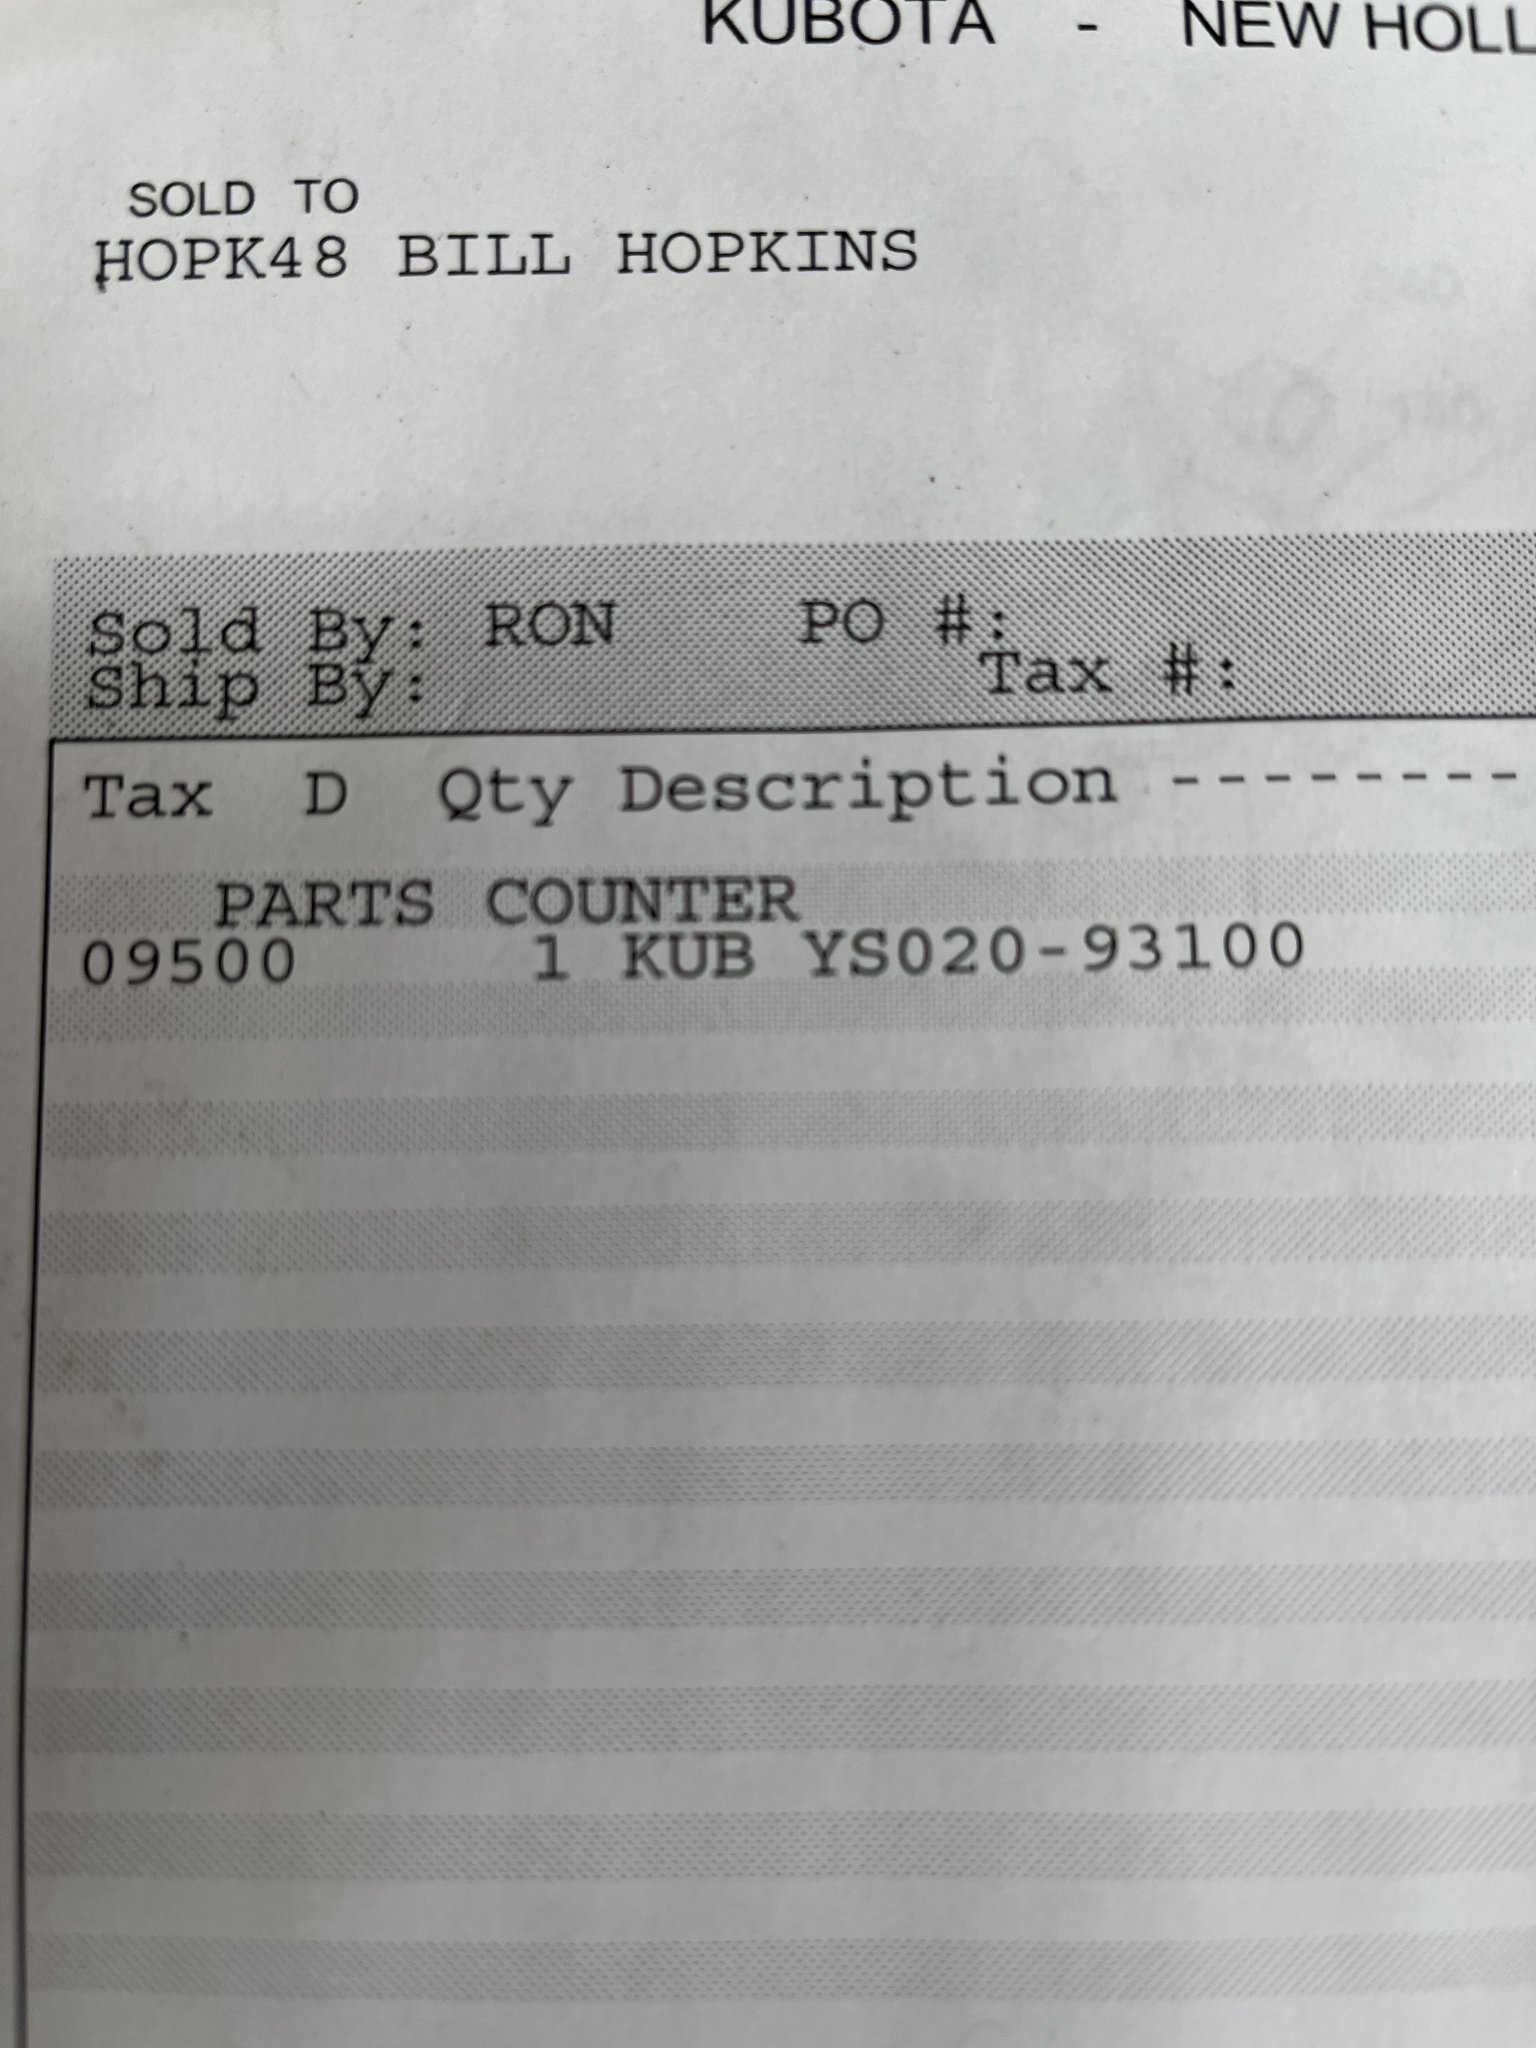 KUBOTA - NEW HOLL
SOLD TO
HOPK48 BILL HOPKINS
Sold By: RON PO #:
Ship By: Tax #:
Tax D Qty Description --------
PARTS COUNTER
09500 1 KUB YS020-93100